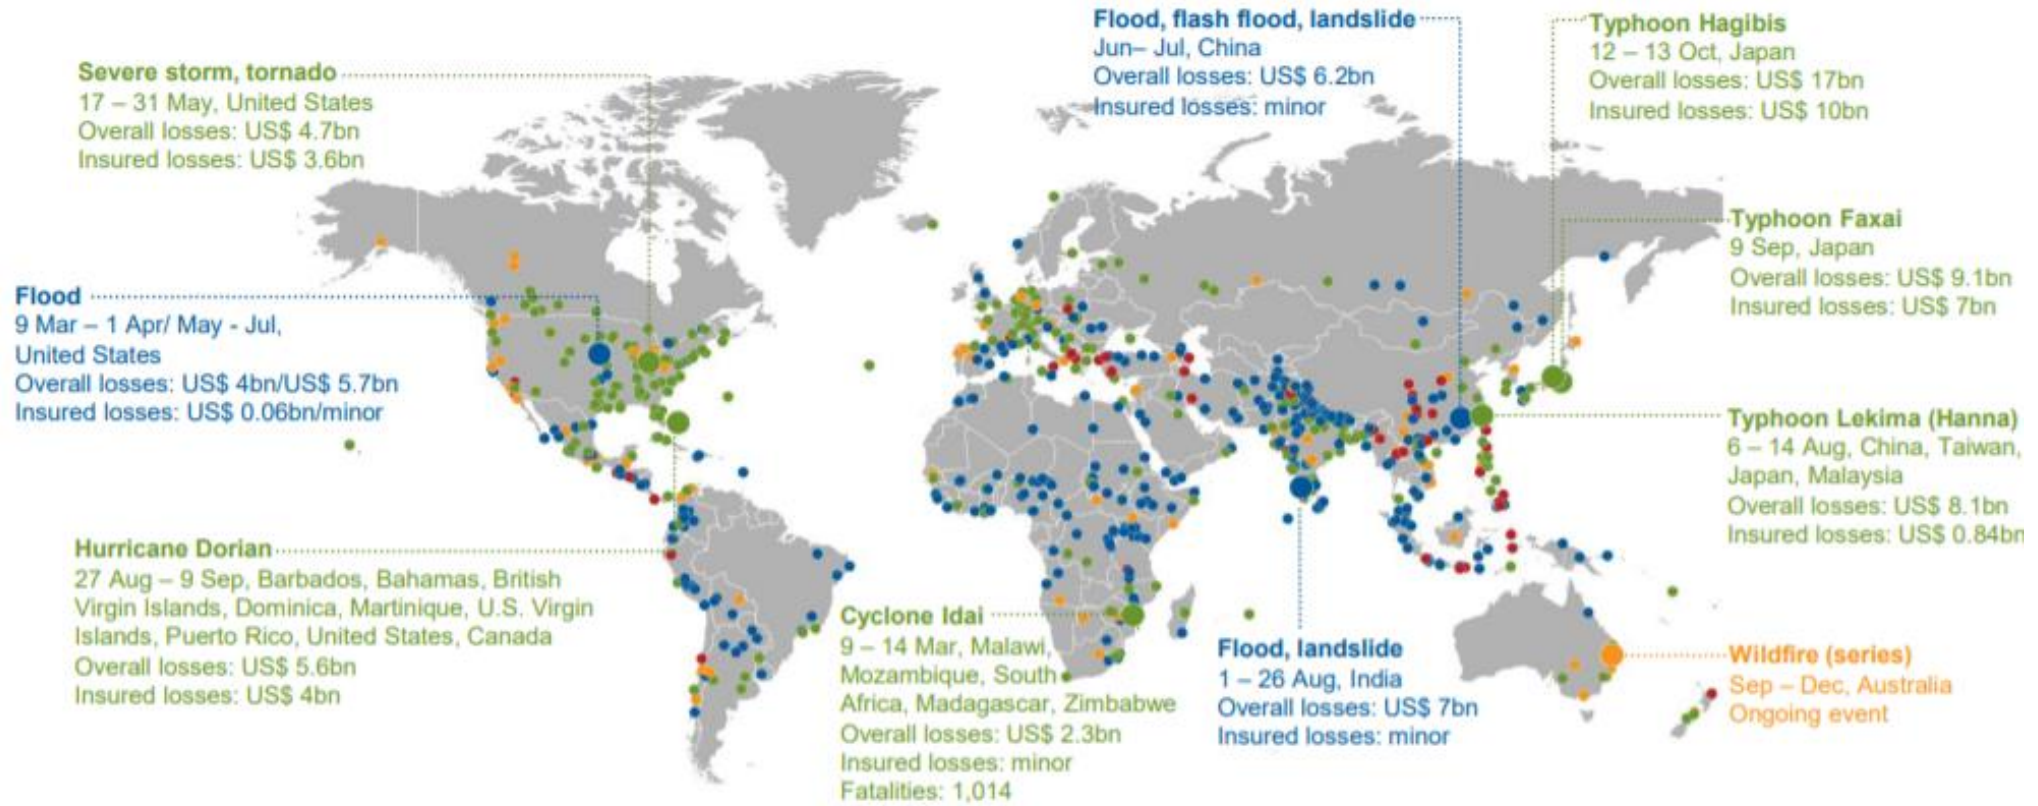 Severe storm, tornado
17 – 31 May, United States
Overall losses: US$ 4.7bn
Insured losses: US$ 3.6bn
Flood, flash flood, landslide
Jun– Jul, China
Overall losses: US$ 6.2bn
Insured losses: minor
Typhoon Hagibis
12 – 13 Oct, Japan
Overall losses: US$ 17bn
Insured losses: US$ 10bn
Typhoon Faxai
9 Sep, Japan
Overall losses: US$ 9.1bn
Insured losses: US$ 7bn
Flood
9 Mar – 1 Apr/ May - Jul,
United States
Overall losses: US$ 4bn/US$ 5.7bn
Insured losses: US$ 0.06bn/minor
Typhoon Lekima (Hanna)
6 – 14 Aug, China, Taiwan,
Japan, Malaysia
Overall losses: US$ 8.1bn
Insured losses: US$ 0.84bn
Hurricane Dorian
27 Aug – 9 Sep, Barbados, Bahamas, British
Virgin Islands, Dominica, Martinique, U.S. Virgin
Islands, Puerto Rico, United States, Canada
Overall losses: US$ 5.6bn
Insured losses: US$ 4bn
Cyclone Idai
9 – 14 Mar, Malawi,
Mozambique, South
Africa, Madagascar, Zimbabwe
Overall losses: US$ 2.3bn
Insured losses: minor
Fatalities: 1,014
Flood, landslide
1 – 26 Aug, India
Overall losses: US$ 7bn
Insured losses: minor
Wildfire (series)
Sep – Dec, Australia
Ongoing event